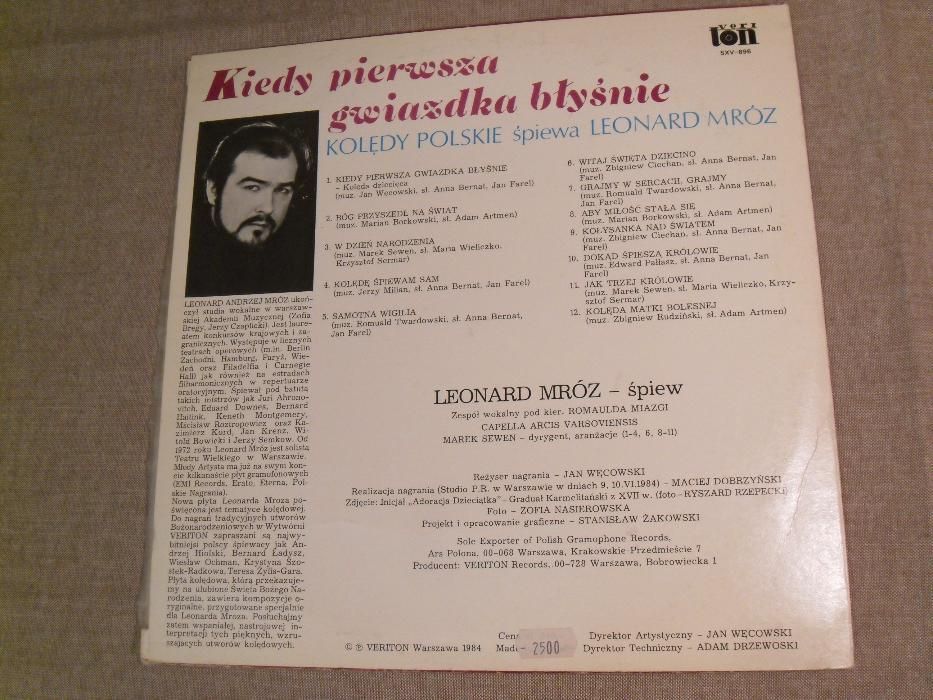 veri
ton
SXV-896
Kiedy pierwsza
gwiazdka błyśnie
KOLĘDY POLSKIE śpiewa LEONARD MRÓZ
1. KIEDY PIERWSZA GWIAZDKA BŁYŚNIE
- Kolęda dziecięca
(muz. Jan Węcowski, sł. Anna Bernat, Jan Farel)
2. BÓG PRZYSZEDŁ NA ŚWIAT
(muz. Marian Borkowski, sł. Adam Artmen)
3. W DZIEŃ NARODZENIA
(muz. Marek Sewen, sł. Maria Wieliczko,
Krzysztof Sermar)
4. KOLĘDĘ ŚPIEWAM SAM
(muz. Jerzy Milian, sł. Anna Bernat, Jan Farel)
5. SAMOTNA WIGILIA
(muz. Romuald Twardowski, sł. Anna Bernat,
Jan Farel)
6. WITAJ ŚWIĘTA DZIECINO
(muz. Zbigniew Ciechan, sł. Anna Bernat, Jan
Farel)
7. GRAJMY W SERCACH, GRAJMY
(muz. Romuald Twardowski, sł. Anna Bernat,
Jan Farel)
8. ABY MIŁOŚĆ STAŁA SIĘ
(muz. Marian Borkowski, sł. Adam Artmen)
9. KOŁYSANKA NAD ŚWIATEM
(muz. Zbigniew Ciechan, sł. Anna Bernat, Jan
Farel)
10. DOKĄD ŚPIESZĄ KRÓLOWIE
(muz. Edward Pałłasz, sł. Anna Bernat, Jan
Farel)
11. JAK TRZEJ KRÓLOWIE
(muz. Marek Sewen, sł. Maria Wieliczko, Krzy-
sztof Sermar)
12. KOLĘDA MATKI BOLESNEJ
(muz. Zbigniew Rudziński, sł. Adam Artmen)
LEONARD ANDRZEJ MRÓZ ukoń-
czył studia wokalne w warszaw-
skiej Akademii Muzycznej (Zofia
Bregy, Jerzy Czaplicki). Jest laure-
atem konkursów krajowych i za-
granicznych. Występuje w licznych
teatrach operowych (m.in. Berlin
Zachodni, Hamburg, Paryż, Wie-
deń oraz Filadelfia i Carnegie
Hall) jak również na estradach
filharmonicznych w repertuarze
oratoryjnym. Śpiewał pod batutą
takich mistrzów jak Juri Ahrono-
vitch, Eduard Downes, Bernard
Haitink, Keneth Montgemery,
Mścisław Roztropowicz oraz Ka-
zimierz Kord, Jan Krenz, Wi-
told Rowicki i Jerzy Semkow. Od
1972 roku Leonard Mróz jest solistą
Teatru Wielkiego w Warszawie.
Młody Artysta ma już na swym kon-
cie kilkanaście płyt gramofonowych
(EMI Records, Erato, Eterna, Pol-
skie Nagrania).
Nowa płyta Leonarda Mroza po-
święcona jest tematyce kolędowej.
Do nagrań tradycyjnych utworów
Bożonarodzeniowych w Wytwórni
VERITON zapraszani są najwy-
bitniejsi polscy śpiewacy jak An-
drzej Hiolski, Bernard Ładysz,
Wiesław Ochman, Krystyna Szo-
stek-Radkowa, Teresa Żylis-Gara.
Płyta kolędowa, którą przekazuje-
my na ulubione Święta Bożego Na-
rodzenia, zawiera kompozycje o-
ryginalne, przygotowane specjalnie
dla Leonarda Mroza. Posłuchajmy
zatem wspaniałej, nastrojowej in-
terpretacji tych pięknych, wzru-
szających utworów kolędowych.
LEONARD MRÓZ – śpiew
Zespół wokalny pod kier. ROMAULDA MIAZGI
CAPELLA ARCIS VARSOVIENSIS
MAREK SEWEN – dyrygent, aranżacje (1-4, 6, 8-11)
Reżyser nagrania – JAN WĘCOWSKI
Realizacja nagrania (Studio P.R. w Warszawie w dniach 9, 10.VI.1984) – MACIEJ DOBRZYŃSKI
Zdjęcie: Inicjał „Adoracja Dzieciątka" – Graduał Karmelitański z XVII w. (foto – RYSZARD RZEPECKI)
Foto – ZOFIA NASIEROWSKA
Projekt i opracowanie graficzne – STANISŁAW ŻAKOWSKI
Sole Exporter of Polish Gramophone Records,
Ars Polona, 00-068 Warszawa, Krakowskie Przedmieście 7
Producent: VERITON Records, 00-728 Warszawa, Bobrowiecka 1
© ℗ VERITON Warszawa 1984
Cen
Mad
- 2500
Dyrektor Artystyczny – JAN WĘCOWSKI
Dyrektor Techniczny – ADAM DRZEWOSKI